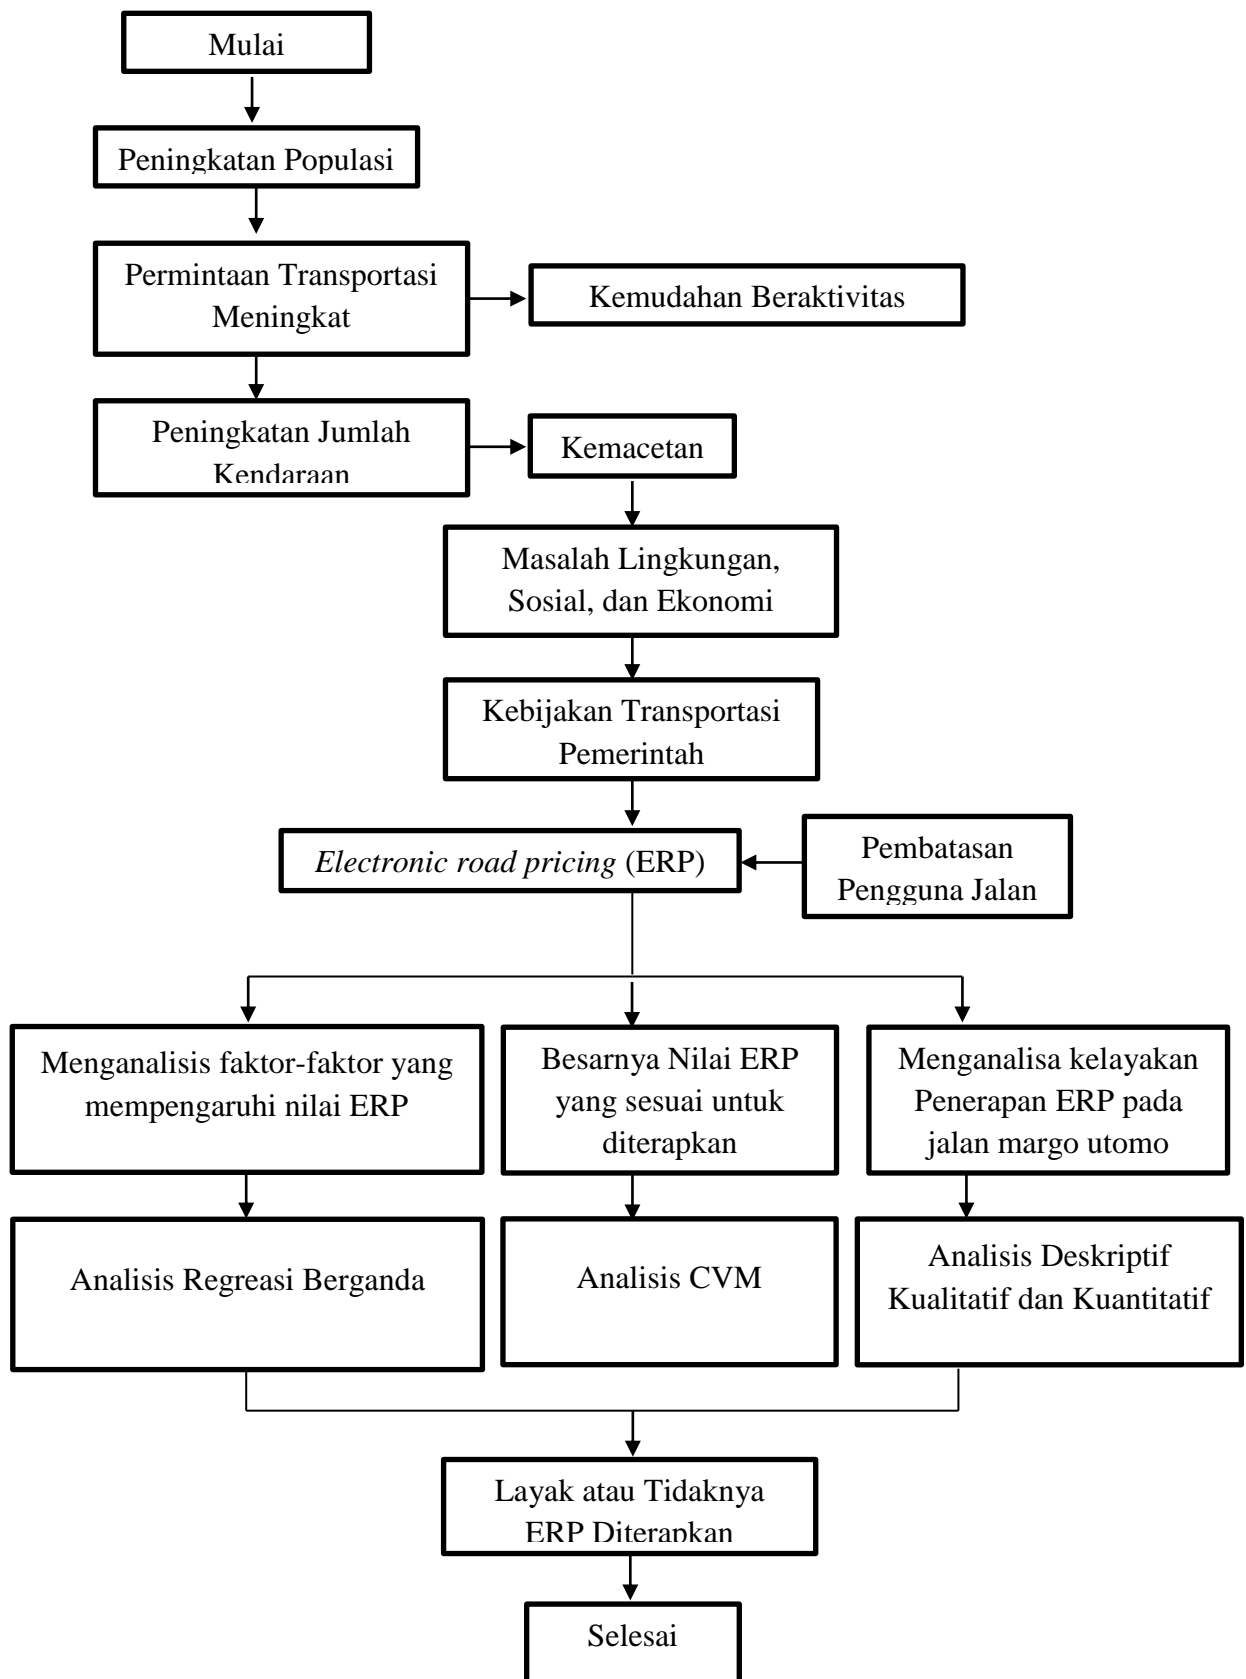 Mulai
Peningkatan Populasi
Permintaan Transportasi
Meningkat
Kemudahan Beraktivitas
Peningkatan Jumlah
Kendaraan
Kemacetan
Masalah Lingkungan,
Sosial, dan Ekonomi
Kebijakan Transportasi
Pemerintah
Electronic road pricing (ERP)
Pembatasan
Pengguna Jalan
Menganalisis faktor-faktor yang
mempengaruhi nilai ERP
Besarnya Nilai ERP
yang sesuai untuk
diterapkan
Menganalisa kelayakan
Penerapan ERP pada
jalan margo utomo
Analisis Regreasi Berganda
Analisis CVM
Analisis Deskriptif
Kualitatif dan Kuantitatif
Layak atau Tidaknya
ERP Diterapkan
Selesai